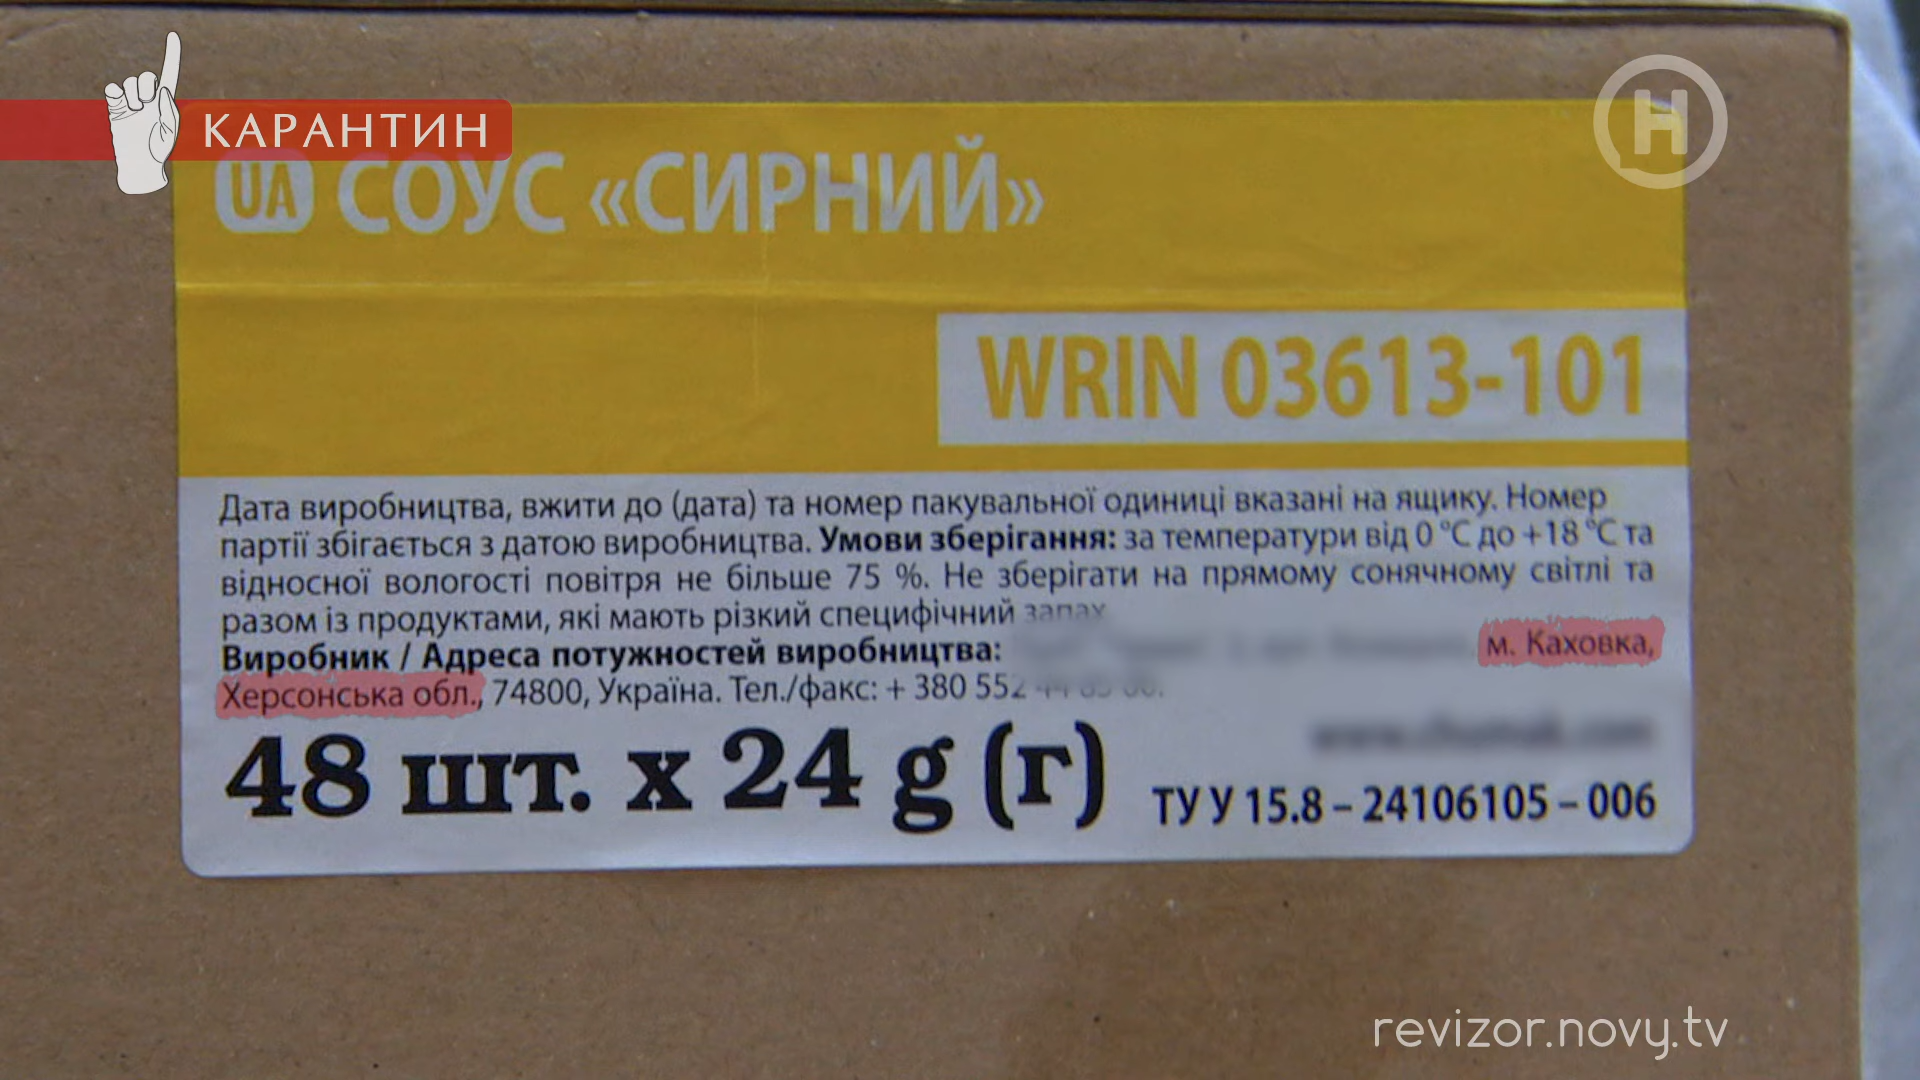 КАРАНТИН
H
UA СОУС «СИРНИЙ»
WRIN 03613-101
Дата виробництва, вжити до (дата) та номер пакувальної одиниці вказані на ящику. Номер
партії збігається з датою виробництва. Умови зберігання: за температури від 0 °C до +18 °C та
відносної вологості повітря не більше 75 %. Не зберігати на прямому сонячному світлі та
разом із продуктами, які мають різкий специфічний запах
Виробник / Адреса потужностей виробництва: м. Каховка,
Херсонська обл., 74800, Україна. Тел./факс: + 380 552
48 шт. х 24 g (г)
ТУ У 15.8 – 24106105 – 006
revizor.novy.tv